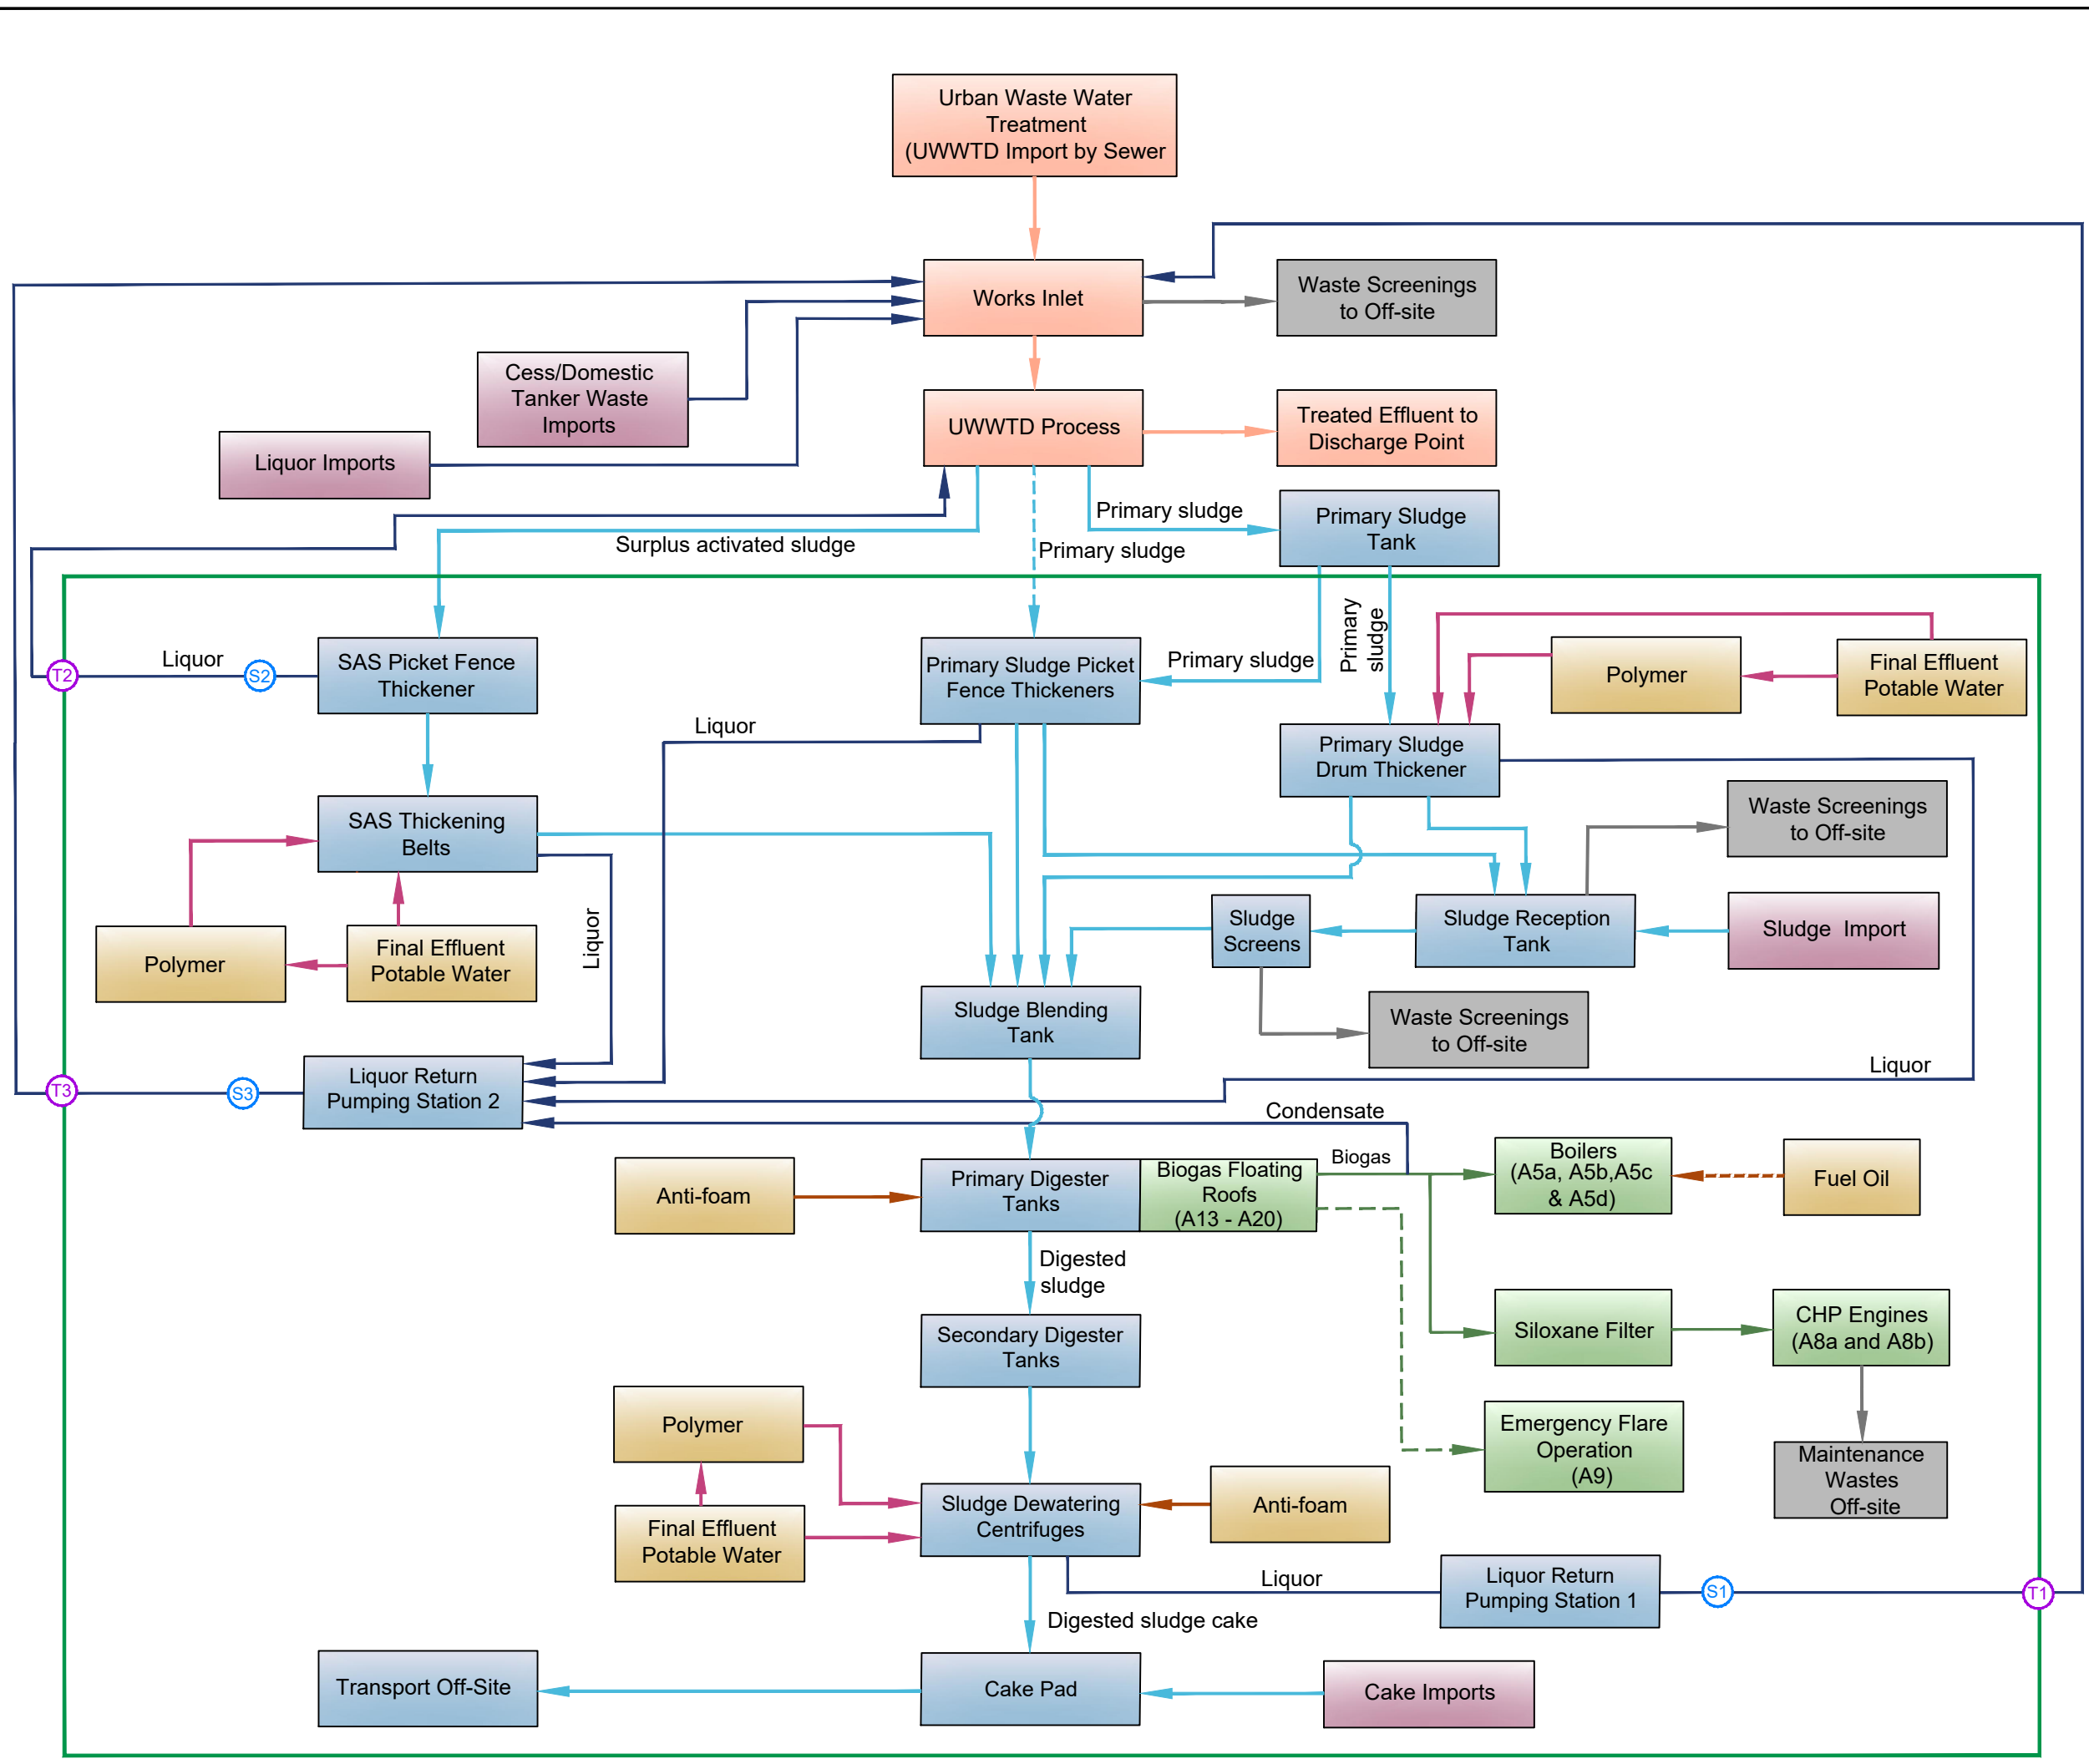 Urban Waste Water
Treatment
(UWWTD Import by Sewer
Works Inlet
Waste Screenings
to Off-site
Cess/Domestic
Tanker Waste
Imports
Liquor Imports
UWWTD Process
Treated Effluent to
Discharge Point
Surplus activated sludge
Primary sludge
Primary sludge
Primary Sludge
Tank
Liquor
T2
S2
SAS Picket Fence
Thickener
Primary Sludge Picket
Fence Thickeners
Primary sludge
Primary
sludge
Polymer
Final Effluent
Potable Water
Liquor
Primary Sludge
Drum Thickener
SAS Thickening
Belts
Waste Screenings
to Off-site
Polymer
Final Effluent
Potable Water
Liquor
Sludge
Screens
Sludge Reception
Tank
Sludge Import
Sludge Blending
Tank
Waste Screenings
to Off-site
T3
S3
Liquor Return
Pumping Station 2
Liquor
Condensate
Anti-foam
Primary Digester
Tanks
Biogas Floating
Roofs
(A13 - A20)
Biogas
Boilers
(A5a, A5b,A5c
& A5d)
Fuel Oil
Digested
sludge
Secondary Digester
Tanks
Siloxane Filter
CHP Engines
(A8a and A8b)
Polymer
Emergency Flare
Operation
(A9)
Maintenance
Wastes
Off-site
Final Effluent
Potable Water
Sludge Dewatering
Centrifuges
Anti-foam
Liquor
Liquor Return
Pumping Station 1
S1
T1
Digested sludge cake
Transport Off-Site
Cake Pad
Cake Imports